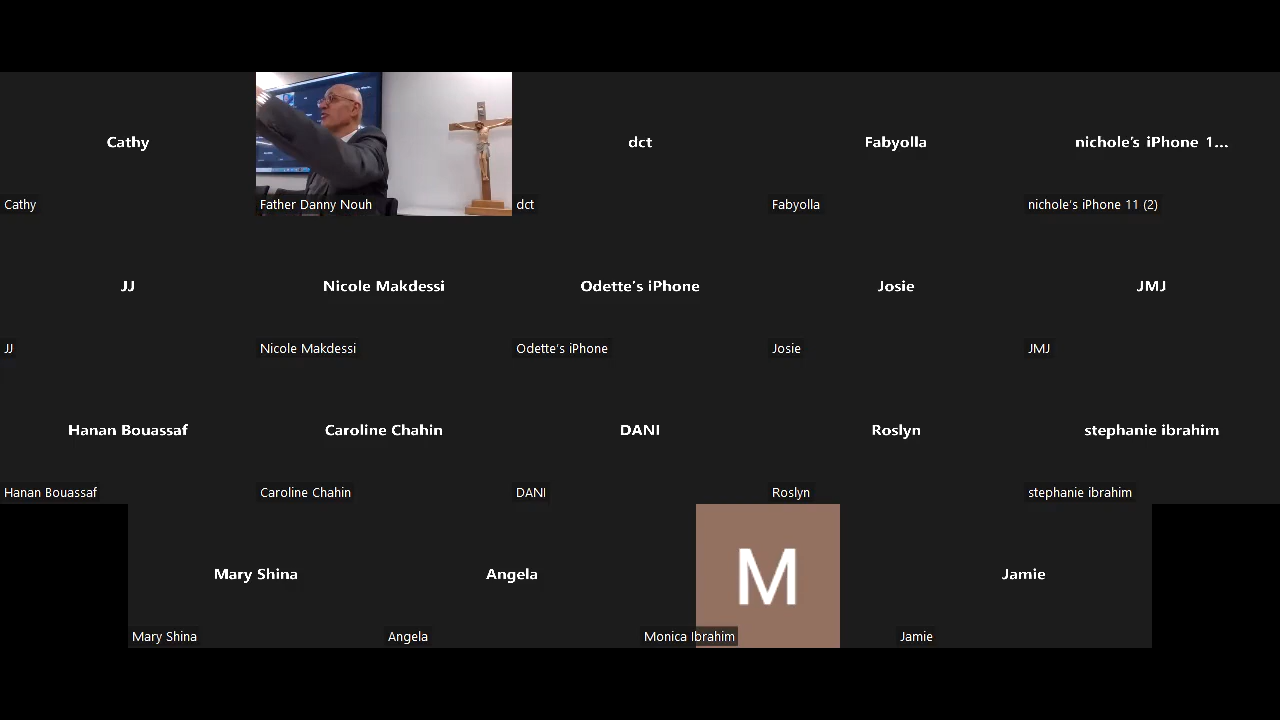 Cathy
Cathy
Father Danny Nouh
dct
dct
Fabyolla
Fabyolla
nichole's iPhone 1...
nichole's iPhone 11 (2)
JJ
JJ
Nicole Makdessi
Nicole Makdessi
Odette's iPhone
Odette's iPhone
Josie
Josie
JMJ
JMJ
Hanan Bouassaf
Hanan Bouassaf
Caroline Chahin
Caroline Chahin
DANI
DANI
Roslyn
Roslyn
stephanie ibrahim
stephanie ibrahim
Mary Shina
Mary Shina
Angela
Angela
M
Monica Ibrahim
Jamie
Jamie